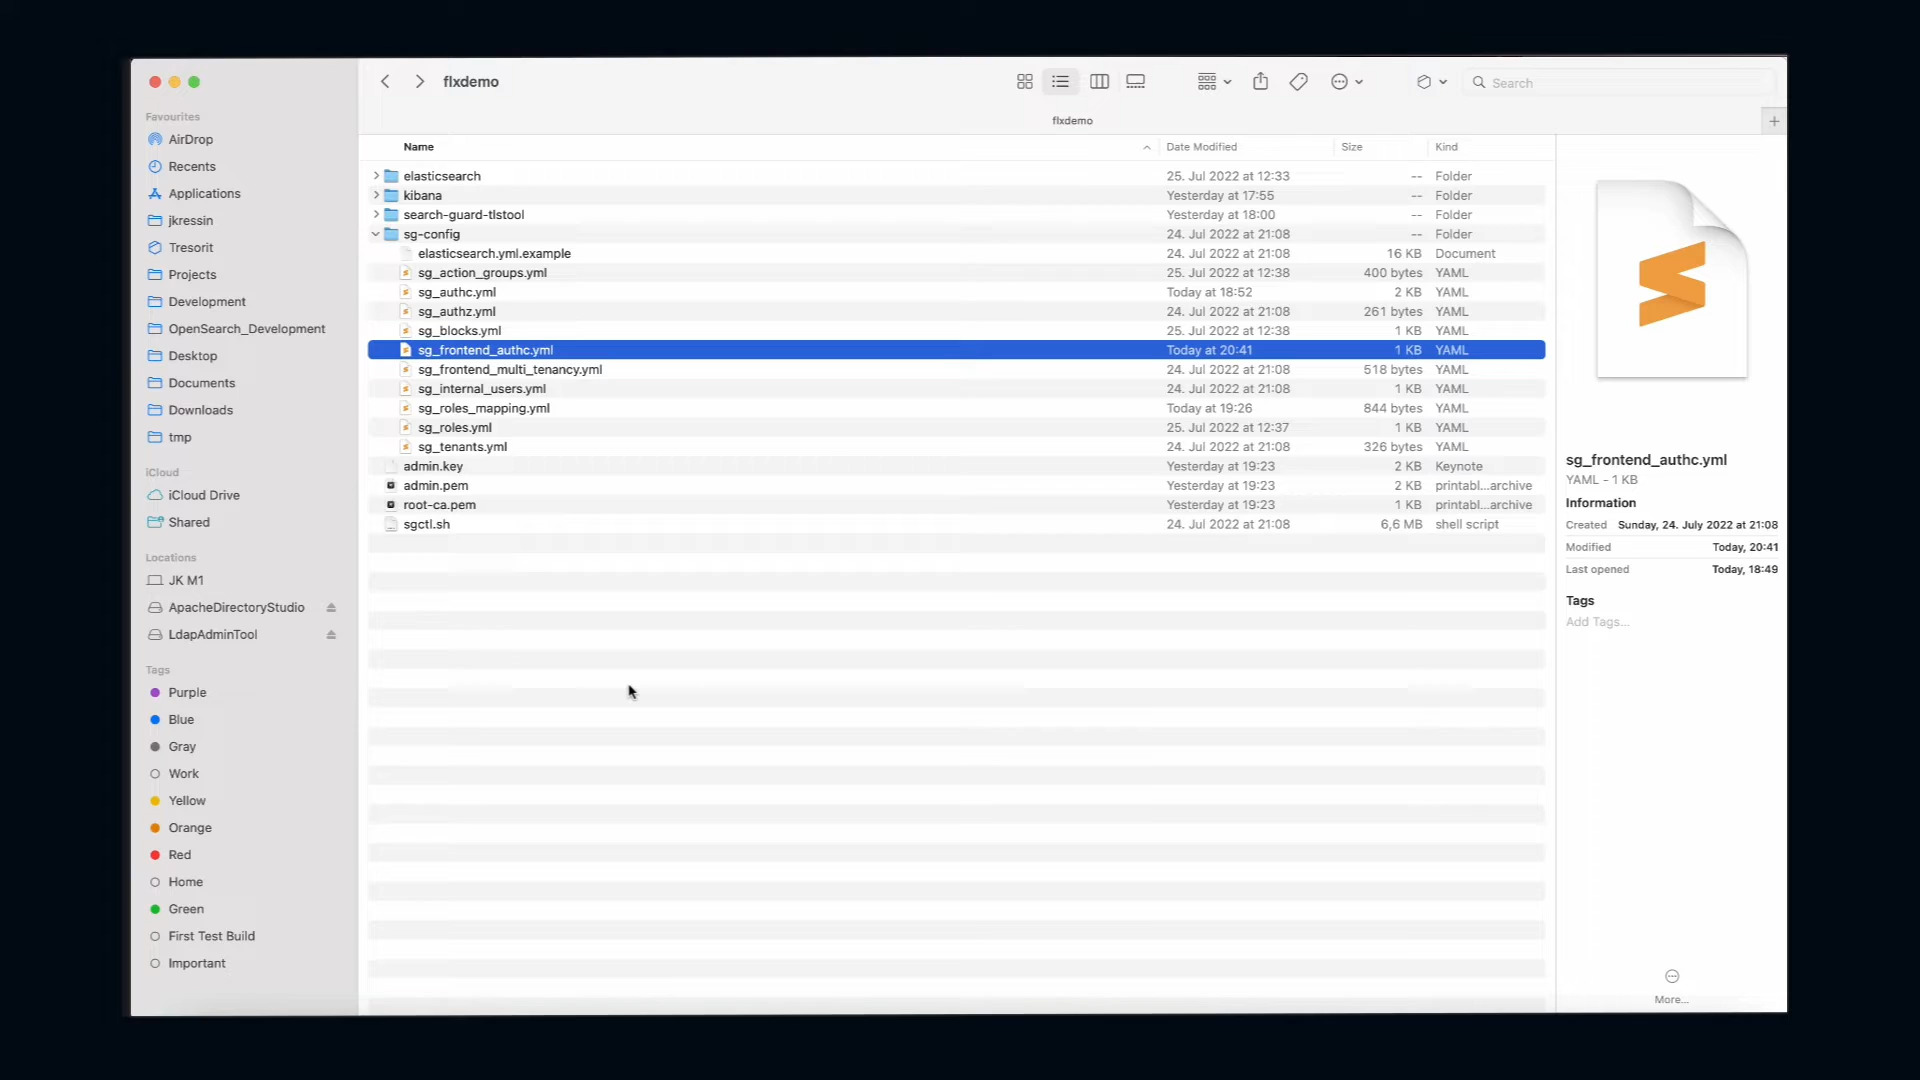 flxdemo
Search
flxdemo
Favourites
AirDrop
Recents
Applications
jkressin
Tresorit
Projects
Development
OpenSearch_Development
Desktop
Documents
Downloads
tmp
iCloud
iCloud Drive
Shared
Locations
JK M1
ApacheDirectoryStudio
LdapAdminTool
Tags
Purple
Blue
Gray
Work
Yellow
Orange
Red
Home
Green
First Test Build
Important
Name Date Modified Size Kind
elasticsearch 25. Jul 2022 at 12:33 -- Folder
kibana Yesterday at 17:55 -- Folder
search-guard-tlstool Yesterday at 18:00 -- Folder
sg-config 24. Jul 2022 at 21:08 -- Folder
elasticsearch.yml.example 24. Jul 2022 at 21:08 16 KB Document
sg_action_groups.yml 25. Jul 2022 at 12:38 400 bytes YAML
sg_authc.yml Today at 18:52 2 KB YAML
sg_authz.yml 24. Jul 2022 at 21:08 261 bytes YAML
sg_blocks.yml 25. Jul 2022 at 12:38 1 KB YAML
sg_frontend_authc.yml Today at 20:41 1 KB YAML
sg_frontend_multi_tenancy.yml 24. Jul 2022 at 21:08 518 bytes YAML
sg_internal_users.yml 24. Jul 2022 at 21:08 1 KB YAML
sg_roles_mapping.yml Today at 19:26 844 bytes YAML
sg_roles.yml 25. Jul 2022 at 12:37 1 KB YAML
sg_tenants.yml 24. Jul 2022 at 21:08 326 bytes YAML
admin.key Yesterday at 19:23 2 KB Keynote
admin.pem Yesterday at 19:23 2 KB printabl...archive
root-ca.pem Yesterday at 19:23 1 KB printabl...archive
sgctl.sh 24. Jul 2022 at 21:08 6,6 MB shell script
sg_frontend_authc.yml
YAML - 1 KB
Information
Created Sunday, 24. July 2022 at 21:08
Modified Today, 20:41
Last opened Today, 18:49
Tags
Add Tags...
More...